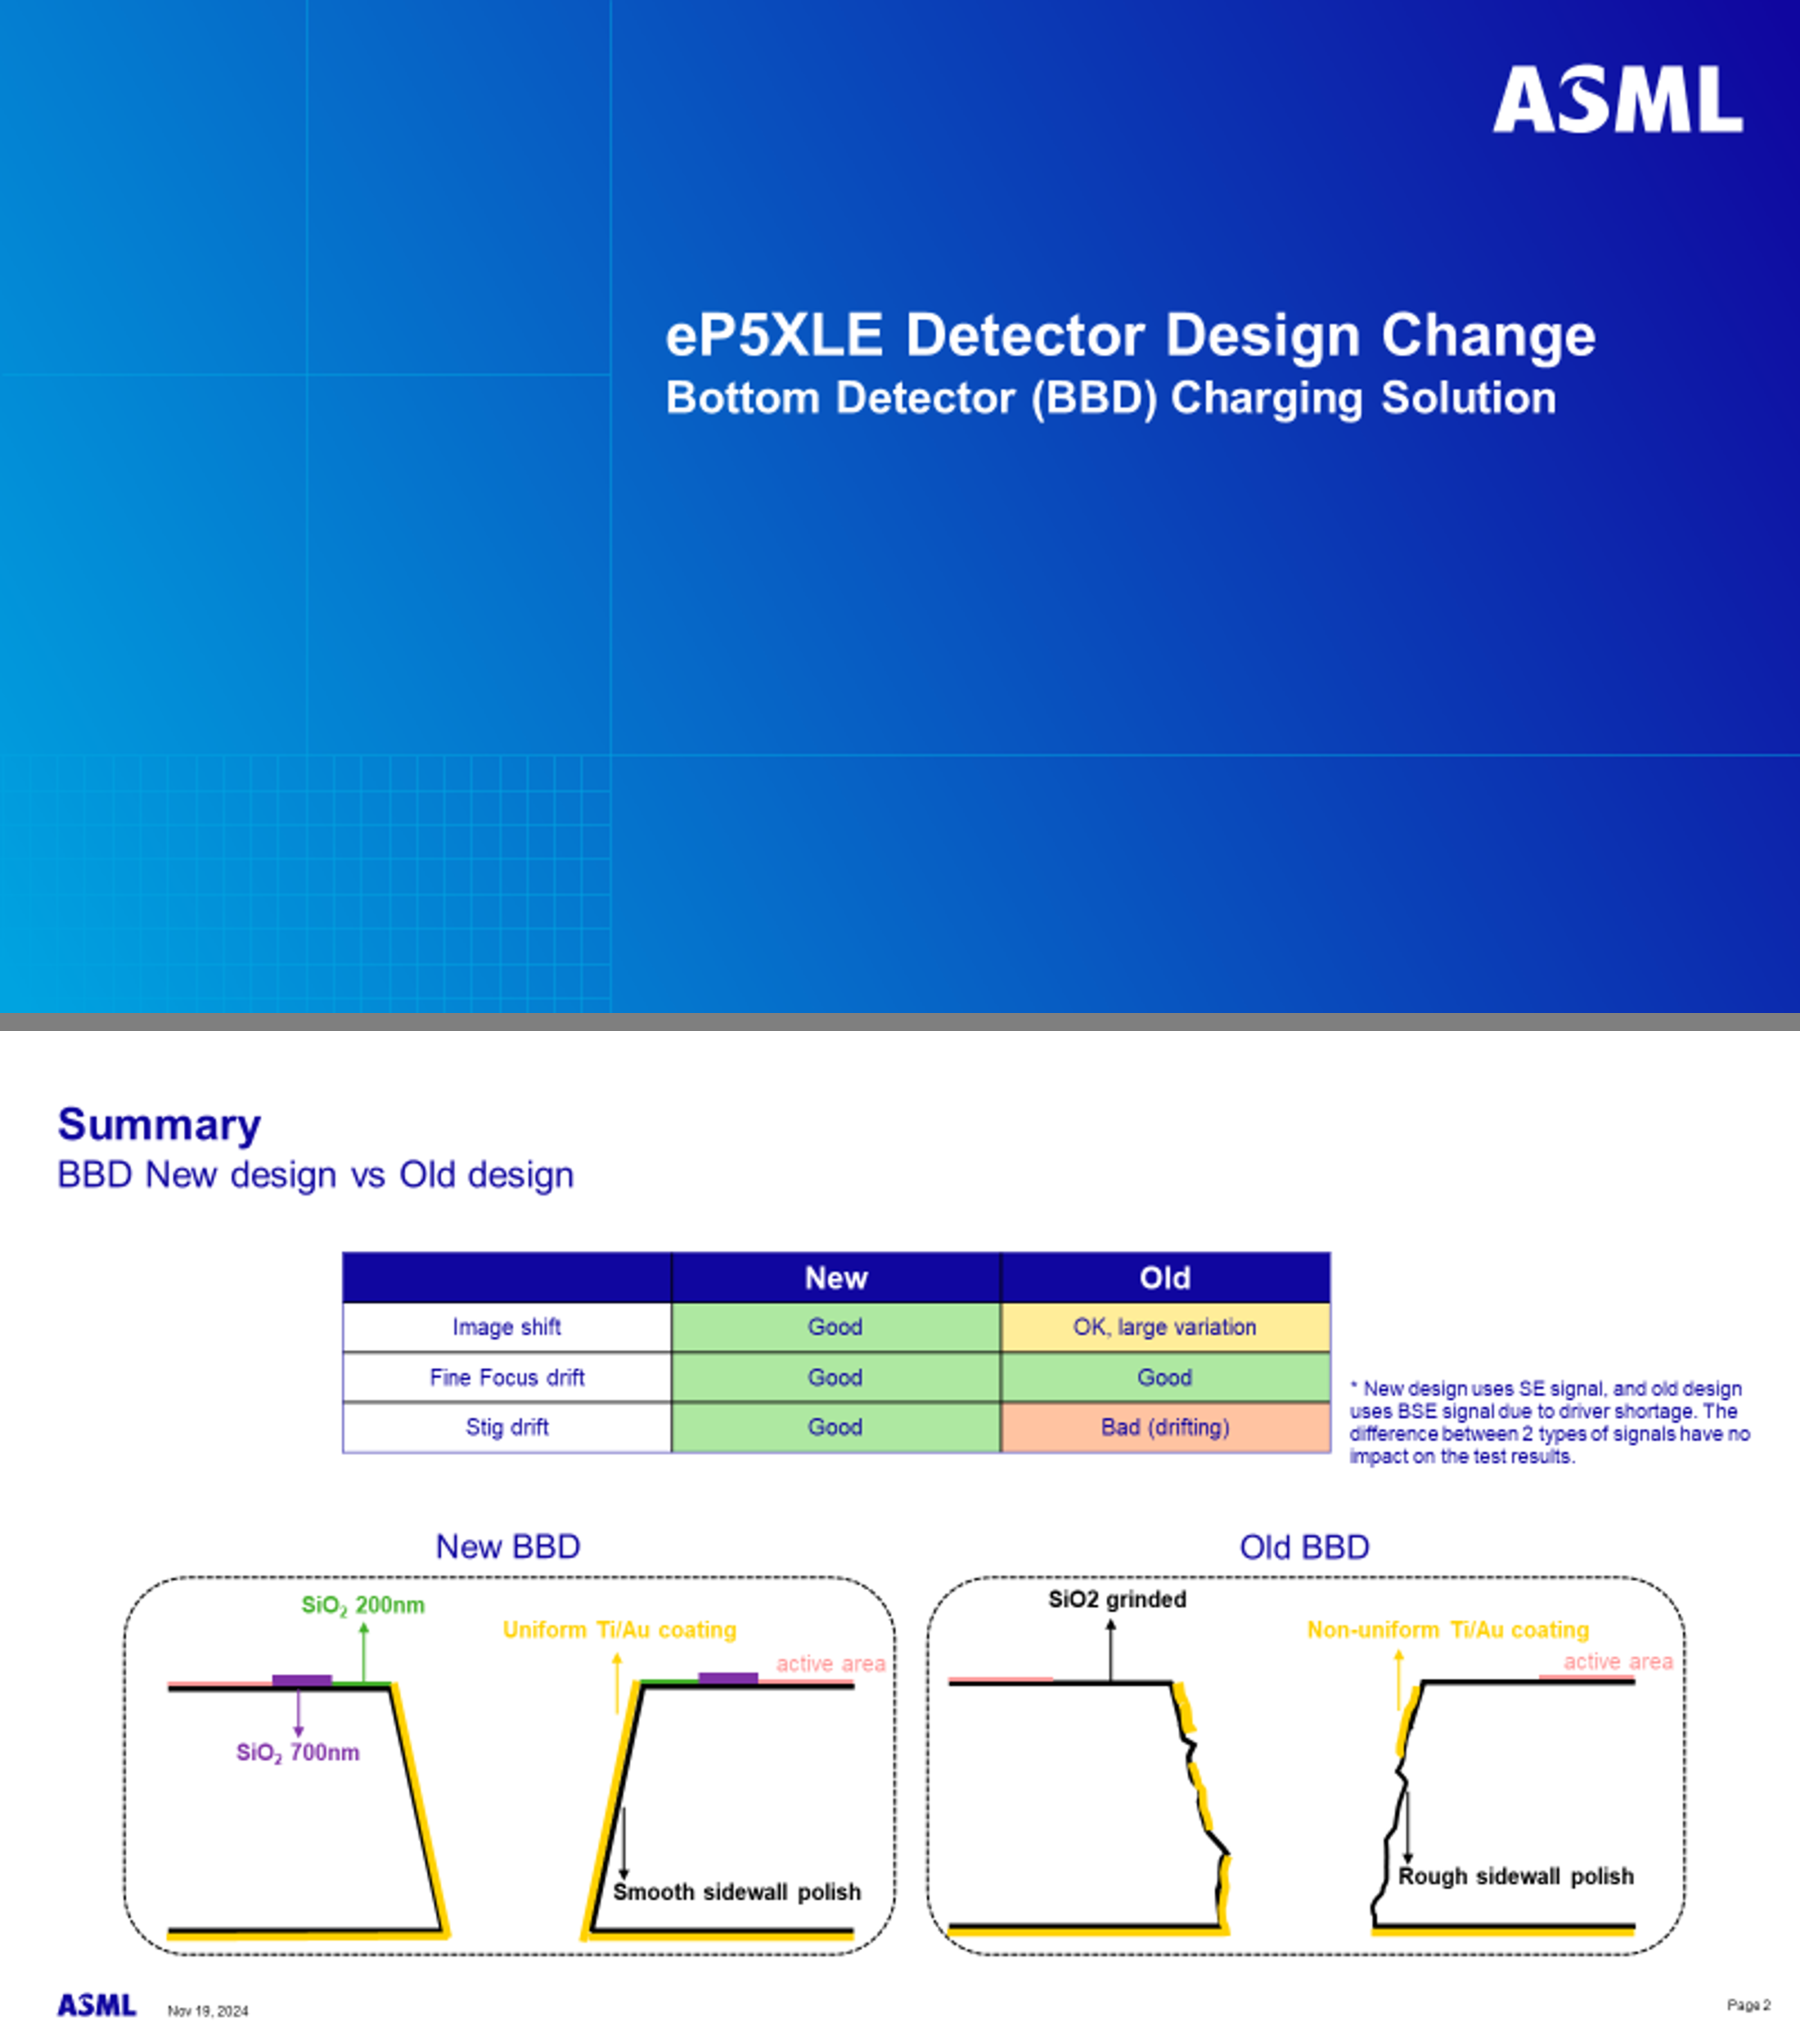 ASML
eP5XLE Detector Design Change
Bottom Detector (BBD) Charging Solution
Summary
BBD New design vs Old design
New Old
Image shift Good OK, large variation
Fine Focus drift Good Good
Stig drift Good Bad (drifting)
* New design uses SE signal, and old design
uses BSE signal due to driver shortage. The
difference between 2 types of signals have no
impact on the test results.
New BBD
SiO₂ 200nm
Uniform Ti/Au coating
active area
SiO₂ 700nm
Smooth sidewall polish
Old BBD
SiO2 grinded
Non-uniform Ti/Au coating
active area
Rough sidewall polish
ASML
Nov 19, 2024
Page 2